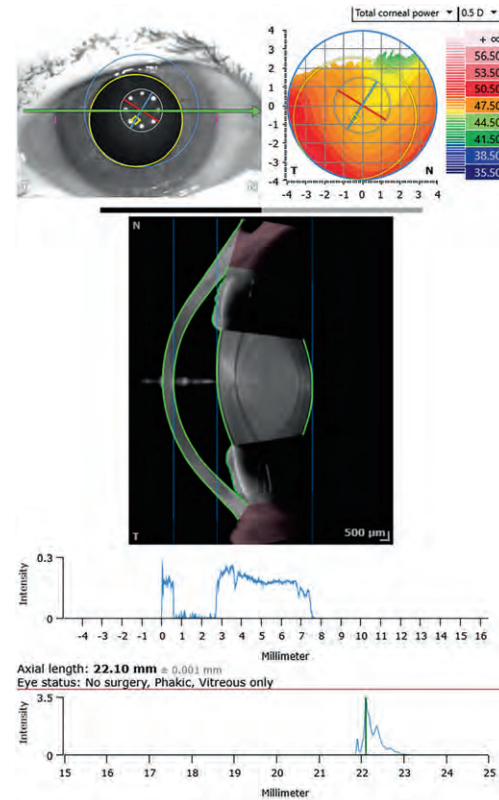 Total corneal power 0.5 D
+ ∞
56.50
53.50
50.50
47.50
44.50
41.50
38.50
35.50
4
3
2
1
0
-1
-2
-3
-4
T N
-4 -3 -2 -1 0 1 2 3 4
T N
N
T
500 µm
0.3
0
Intensity
-4 -3 -2 -1 0 1 2 3 4 5 6 7 8 9 10 11 12 13 14 15 16
Millimeter
Axial length: 22.10 mm ± 0.001 mm
Eye status: No surgery, Phakic, Vitreous only
3.5
0
Intensity
15 16 17 18 19 20 21 22 23 24 25
Millimeter